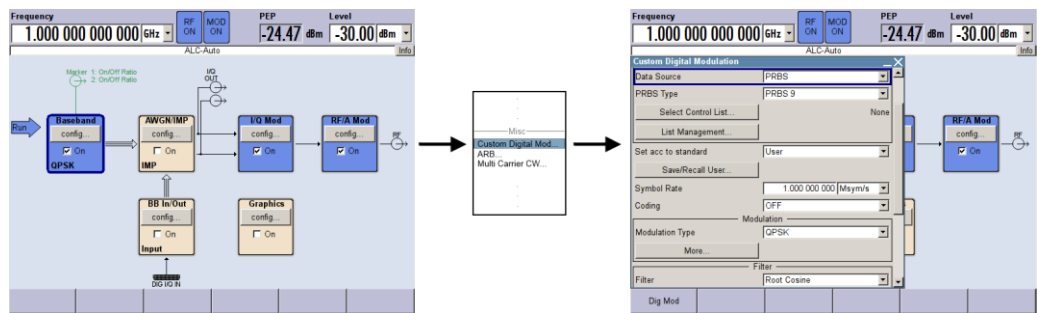 Frequency
1.000 000 000 000 GHz
RF ON
MOD ON
PEP
-24.47 dBm
Level
-30.00 dBm
ALC-Auto
Info
Marker 1: On/Off Ratio
2: On/Off Ratio
I/Q OUT
Run
Baseband
config...
On
QPSK
AWGN/IMP
config...
On
IMP
I/Q Mod
config...
On
RF/A Mod
config...
On
RF
BB In/Out
config...
On
Input
Graphics
config...
On
DIG I/Q IN
Misc
Custom Digital Mod...
ARB...
Multi Carrier CW...
Frequency
1.000 000 000 000 GHz
RF ON
MOD ON
PEP
-24.47 dBm
Level
-30.00 dBm
ALC-Auto
Info
Custom Digital Modulation
Data Source PRBS
PRBS Type PRBS 9
Select Control List... None
List Management...
Set acc to standard User
Save/Recall User...
Symbol Rate 1.000 000 000 Msym/s
Coding OFF
Modulation
Modulation Type QPSK
More...
Filter
Filter Root Cosine
RF/A Mod
config...
On
RF
Dig Mod